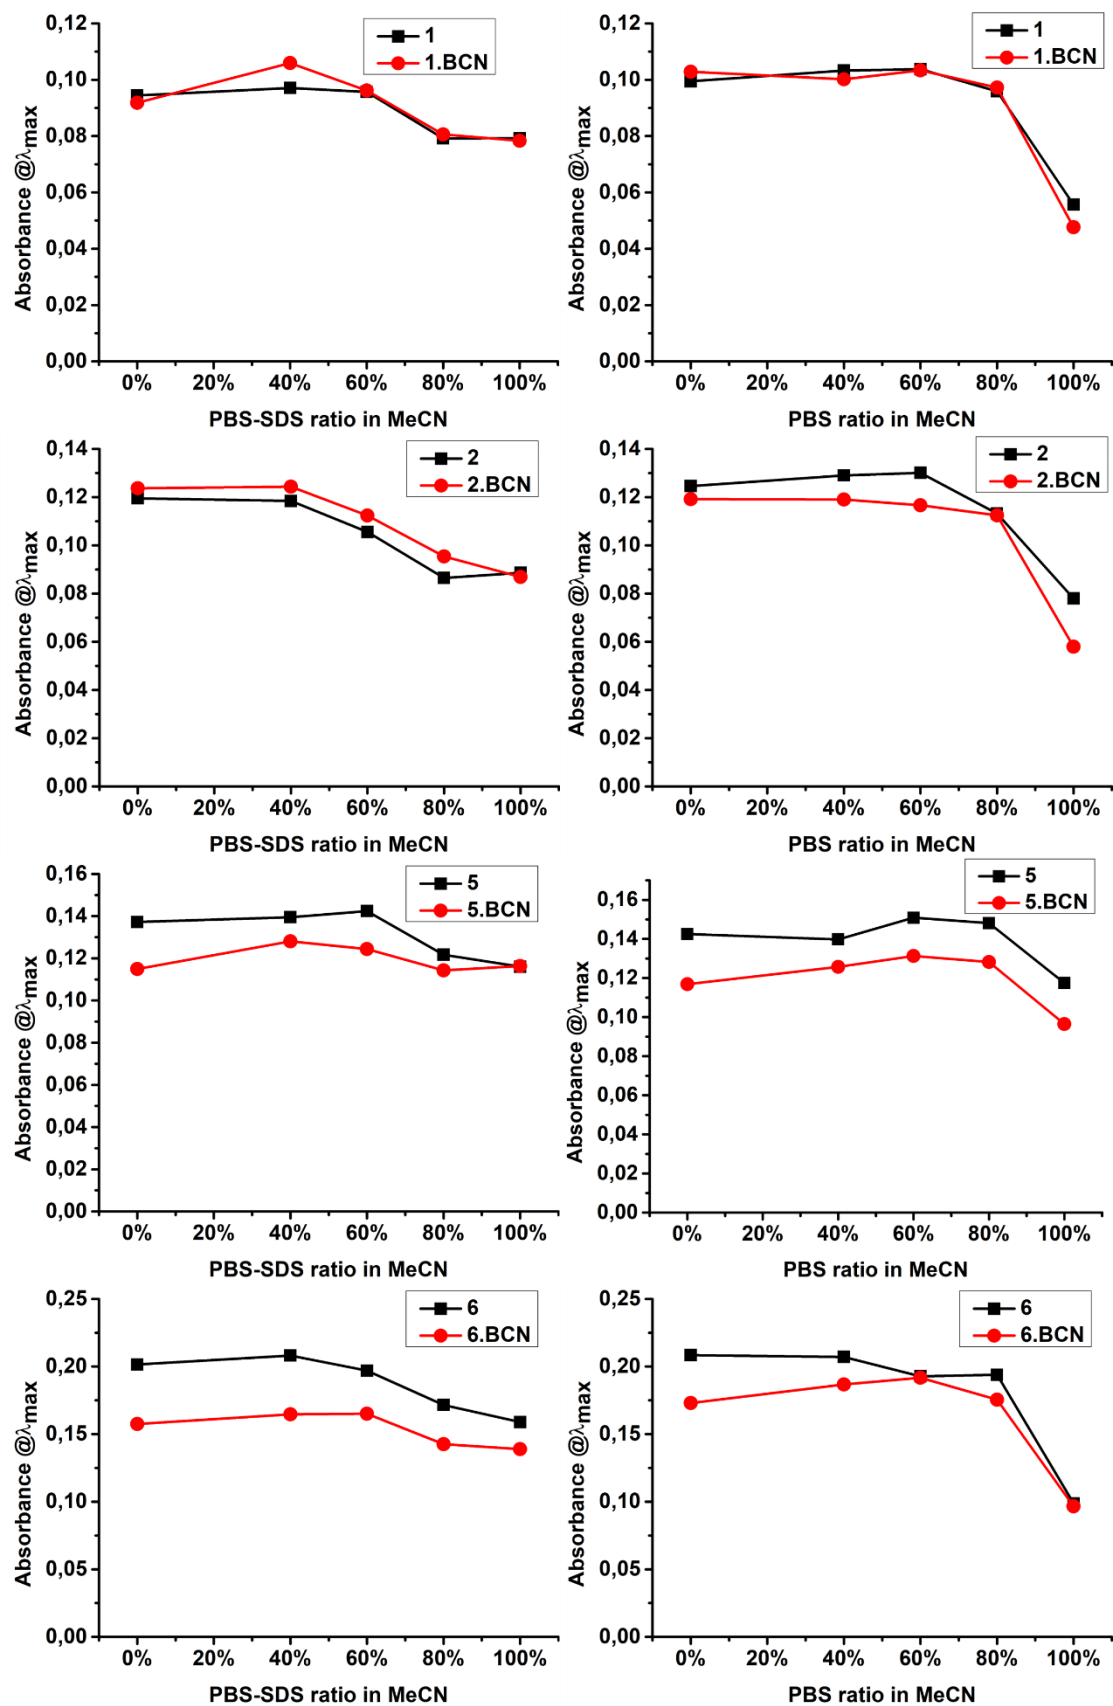 0,12
0,10
0,08
0,06
0,04
0,02
0,00
Absorbance @λmax
1
1.BCN
0% 20% 40% 60% 80% 100%
PBS-SDS ratio in MeCN
0,12
0,10
0,08
0,06
0,04
0,02
0,00
Absorbance @λmax
1
1.BCN
0% 20% 40% 60% 80% 100%
PBS ratio in MeCN
0,14
0,12
0,10
0,08
0,06
0,04
0,02
0,00
Absorbance @λmax
2
2.BCN
0% 20% 40% 60% 80% 100%
PBS-SDS ratio in MeCN
0,14
0,12
0,10
0,08
0,06
0,04
0,02
0,00
Absorbance @λmax
2
2.BCN
0% 20% 40% 60% 80% 100%
PBS ratio in MeCN
0,16
0,14
0,12
0,10
0,08
0,06
0,04
0,02
0,00
Absorbance @λmax
5
5.BCN
0% 20% 40% 60% 80% 100%
PBS-SDS ratio in MeCN
0,16
0,14
0,12
0,10
0,08
0,06
0,04
0,02
0,00
Absorbance @λmax
5
5.BCN
0% 20% 40% 60% 80% 100%
PBS ratio in MeCN
0,25
0,20
0,15
0,10
0,05
0,00
Absorbance @λmax
6
6.BCN
0% 20% 40% 60% 80% 100%
PBS-SDS ratio in MeCN
0,25
0,20
0,15
0,10
0,05
0,00
Absorbance @λmax
6
6.BCN
0% 20% 40% 60% 80% 100%
PBS ratio in MeCN